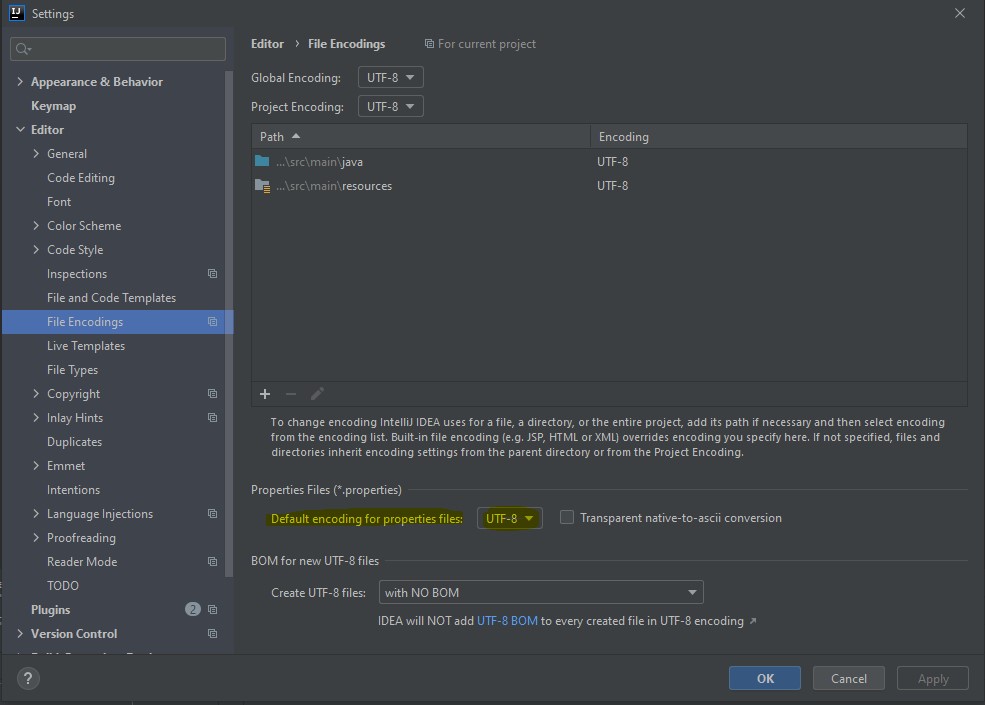 Settings
Appearance & Behavior
Keymap
Editor
General
Code Editing
Font
Color Scheme
Code Style
Inspections
File and Code Templates
File Encodings
Live Templates
File Types
Copyright
Inlay Hints
Duplicates
Emmet
Intentions
Language Injections
Proofreading
Reader Mode
TODO
Plugins 2
Version Control
Editor › File Encodings For current project
Global Encoding: UTF-8
Project Encoding: UTF-8
Path Encoding
...\src\main\java UTF-8
...\src\main\resources UTF-8
To change encoding IntelliJ IDEA uses for a file, a directory, or the entire project, add its path if necessary and then select encoding
from the encoding list. Built-in file encoding (e.g. JSP, HTML or XML) overrides encoding you specify here. If not specified, files and
directories inherit encoding settings from the parent directory or from the Project Encoding.
Properties Files (*.properties)
Default encoding for properties files: UTF-8 Transparent native-to-ascii conversion
BOM for new UTF-8 files
Create UTF-8 files: with NO BOM
IDEA will NOT add UTF-8 BOM to every created file in UTF-8 encoding ↗
? OK Cancel Apply